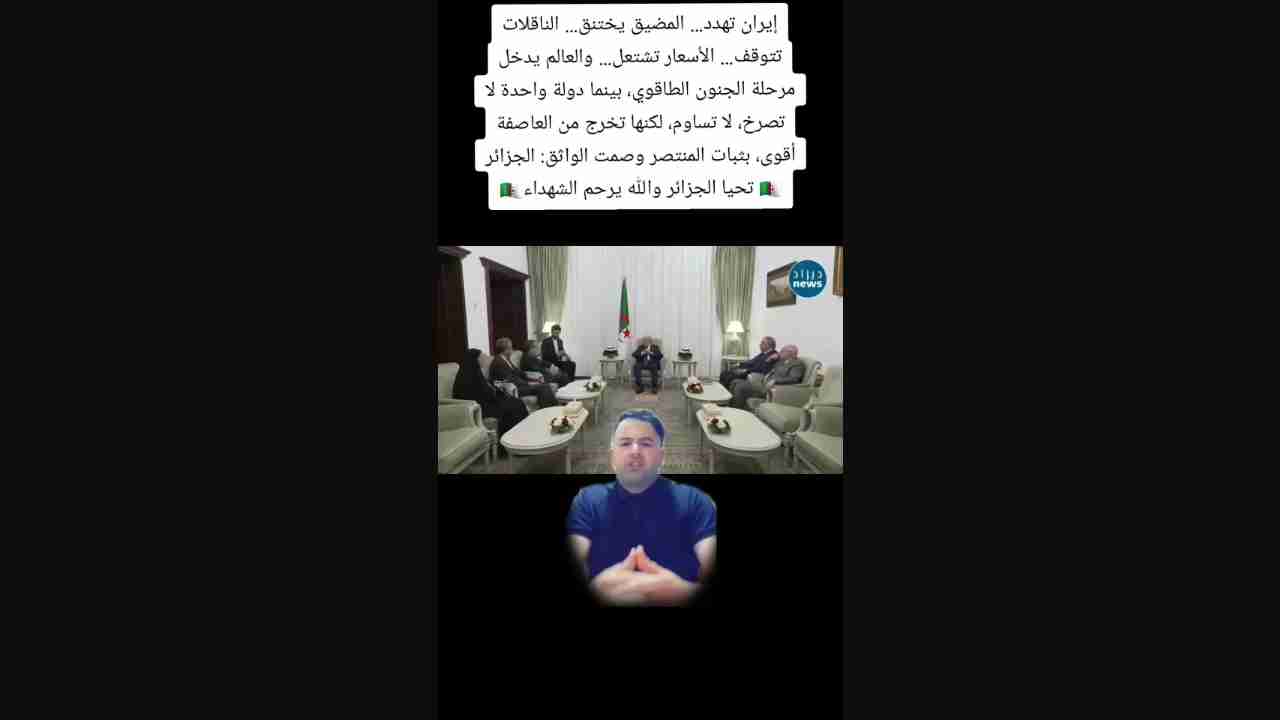 إيران تهدد... المضيق يختنق... الناقلات
تتوقف... الأسعار تشتعل... والعالم يدخل
مرحلة الجنون الطاقوي، بينما دولة واحدة لا
تصرخ، لا تساوم، لكنها تخرج من العاصفة
أقوى، بثبات المنتصر وصمت الواثق: الجزائر
🇩🇿 تحيا الجزائر والله يرحم الشهداء 🇩🇿
دزاد
news